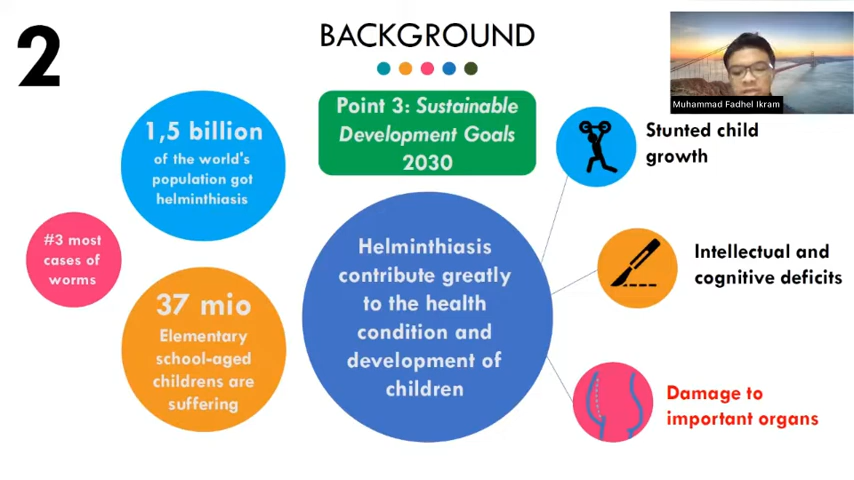 2
BACKGROUND
Muhammad Fadhel Ikram
1,5 billion
of the world's
population got
helminthiasis
#3 most
cases of
worms
37 mio
Elementary
school-aged
childrens are
suffering
Point 3: Sustainable
Development Goals
2030
Helminthiasis
contribute greatly
to the health
condition and
development of
children
Stunted child
growth
Intellectual and
cognitive deficits
Damage to
important organs